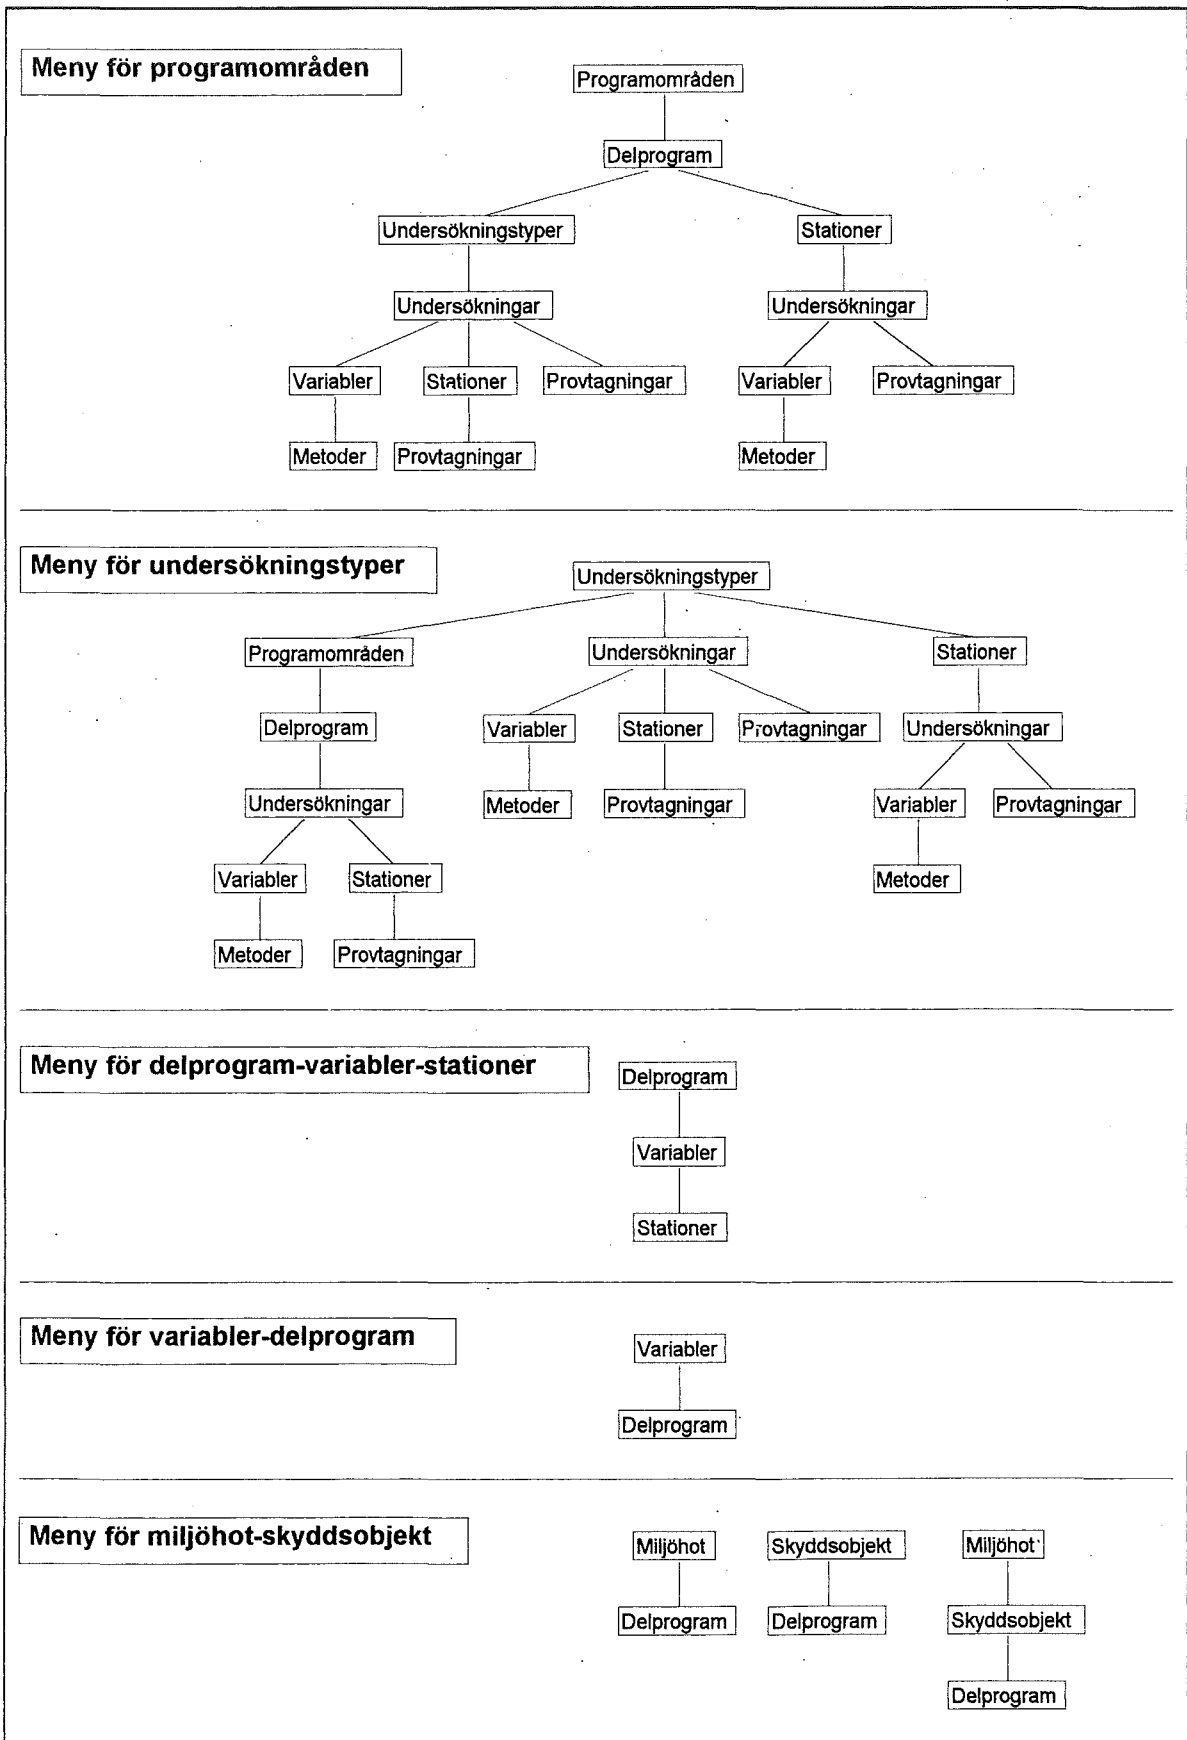 Meny för programområden
Programområden
Delprogram
Undersökningstyper Stationer
Undersökningar Undersökningar
Variabler Stationer Provtagningar Variabler Provtagningar
Metoder Provtagningar Metoder
Meny för undersökningstyper
Undersökningstyper
Programområden Undersökningar Stationer
Delprogram Variabler Stationer Provtagningar Undersökningar
Undersökningar Metoder Provtagningar Variabler Provtagningar
Variabler Stationer Metoder
Metoder Provtagningar
Meny för delprogram-variabler-stationer
Delprogram
Variabler
Stationer
Meny för variabler-delprogram
Variabler
Delprogram
Meny för miljöhot-skyddsobjekt
Miljöhot Skyddsobjekt Miljöhot
Delprogram Delprogram Skyddsobjekt
Delprogram